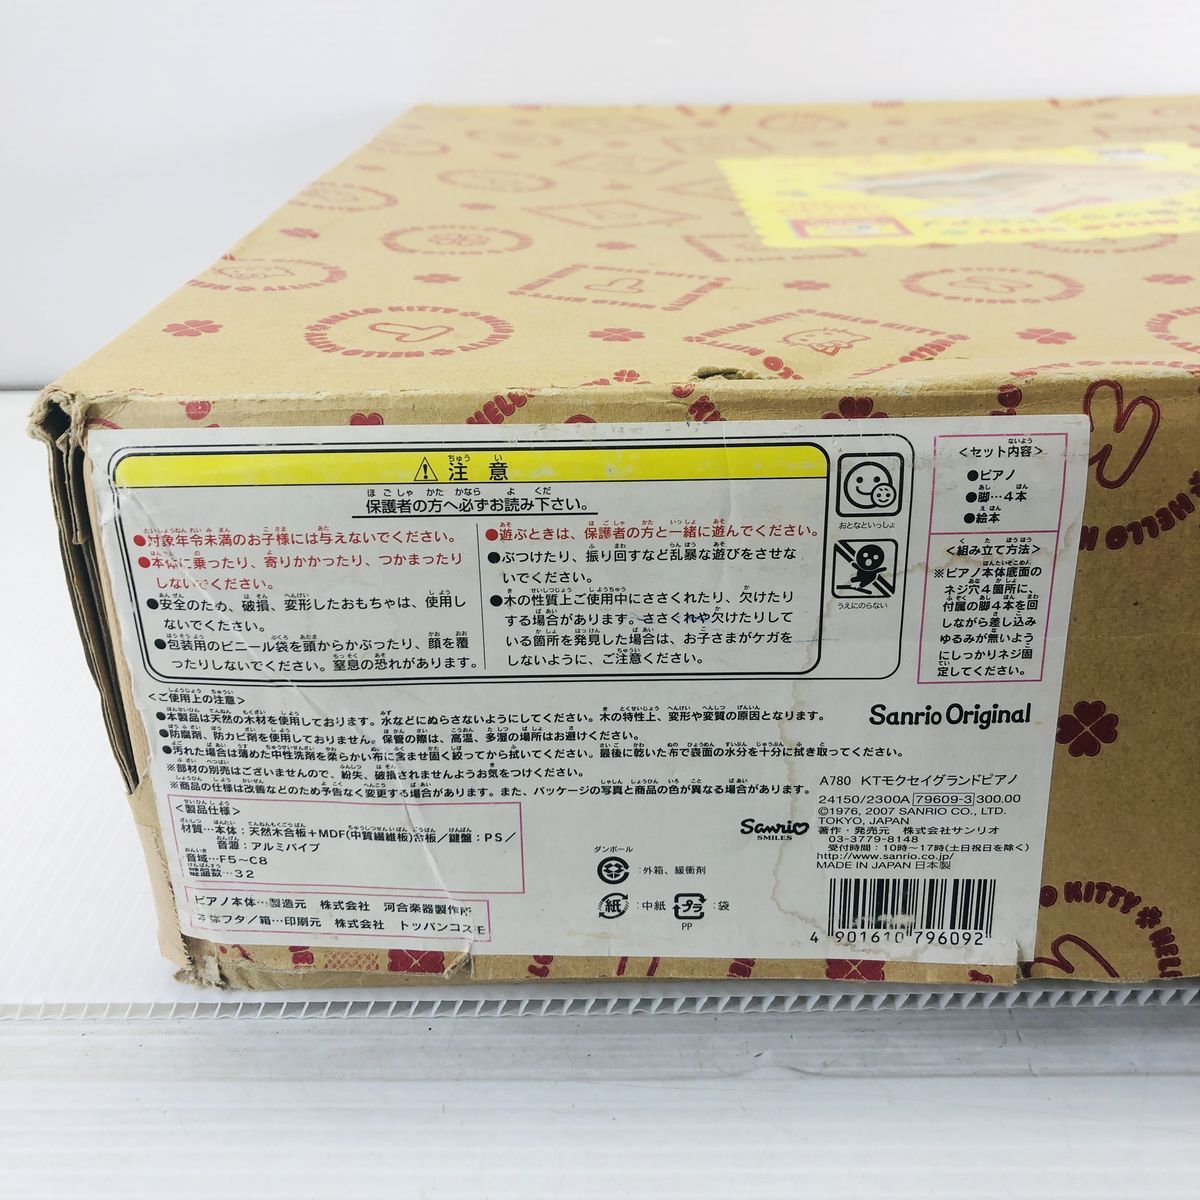 HELLO KITTY
⚠注意
保護者の方へ必ずお読み下さい。
●対象年令未満のお子様には与えないでください。
●本体に乗ったり、寄りかかったり、つかまったり
しないでください。
●安全のため、破損、変形したおもちゃは、使用し
ないでください。
●包装用のビニール袋を頭からかぶったり、顔を覆
ったりしないでください。窒息の恐れがあります。
●遊ぶときは、保護者の方と一緒に遊んでください。
●ぶつけたり、振り回すなど乱暴な遊びをさせな
いでください。
●木の性質上ご使用中にささくれたり、欠けたり
する場合があります。ささくれや欠けたりして
いる箇所を発見した場合は、お子さまがケガを
しないように、ご注意ください。
おとなといっしょ
うえにのらない
<セット内容>
●ピアノ
●脚…4本
●絵本
<組み立て方法>
※ピアノ本体底面の
ネジ穴4箇所に、
付属の脚4本を回
しながら差し込み
ゆるみが無いよう
にしっかりネジ固
定してください。
<ご使用上の注意>
●本製品は天然の木材を使用しております。水などにぬらさないようにしてください。木の特性上、変形や変質の原因となります。
●防腐剤、防カビ剤を使用しておりません。保管の際は、高温、多湿の場所はお避けください。
●汚れた場合は薄めた中性洗剤を柔らかい布に含ませ固く絞ってから拭いてください。最後に乾いた布で表面の水分を十分に拭き取ってください。
※部材の別売はございませんので、紛失、破損されませんようお気をつけください。
※商品の仕様は改善などのため予告なく変更する場合があります。また、パッケージの写真と商品の色が異なる場合があります。
<製品仕様>
材質…本体:天然木合板+MDF(中質繊維板)合板/鍵盤:PS/
音源:アルミパイプ
音域…F5〜C8
鍵盤数…32
ピアノ本体…製造元 株式会社 河合楽器製作所
本体フタ/箱…印刷元 株式会社 トッパンコスモ
Sanrio Original
A780 KTモクセイグランドピアノ
24150/2300A 79609-3 300.00
©1976, 2007 SANRIO CO., LTD.
TOKYO, JAPAN
著作・発売元 株式会社サンリオ
03-3779-8148
受付時間:10時〜17時(土日祝日を除く)
http://www.sanrio.co.jp/
MADE IN JAPAN 日本製
Sanrio
SMILES
ダンボール
:外箱、緩衝剤
紙:中紙 プラ:袋
PP
4 901610 796092